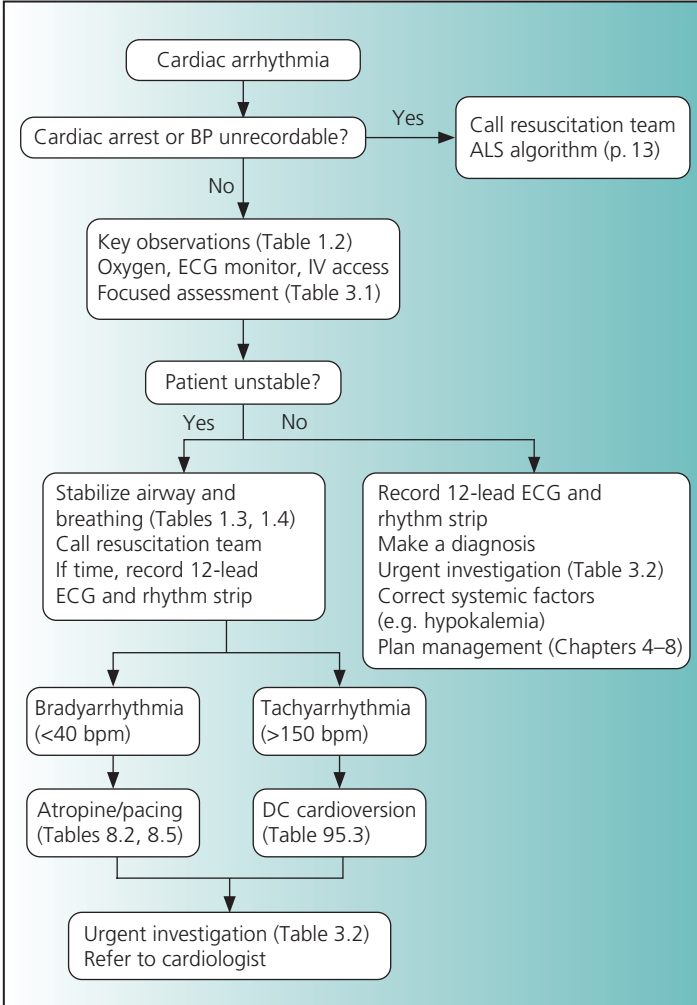 Cardiac arrhythmia
Cardiac arrest or BP unrecordable?
Yes
Call resuscitation team
ALS algorithm (p. 13)
No
Key observations (Table 1.2)
Oxygen, ECG monitor, IV access
Focused assessment (Table 3.1)
Patient unstable?
Yes
No
Stabilize airway and
breathing (Tables 1.3, 1.4)
Call resuscitation team
If time, record 12-lead
ECG and rhythm strip
Record 12-lead ECG and
rhythm strip
Make a diagnosis
Urgent investigation (Table 3.2)
Correct systemic factors
(e.g. hypokalemia)
Plan management (Chapters 4–8)
Bradyarrhythmia
(<40 bpm)
Tachyarrhythmia
(>150 bpm)
Atropine/pacing
(Tables 8.2, 8.5)
DC cardioversion
(Table 95.3)
Urgent investigation (Table 3.2)
Refer to cardiologist